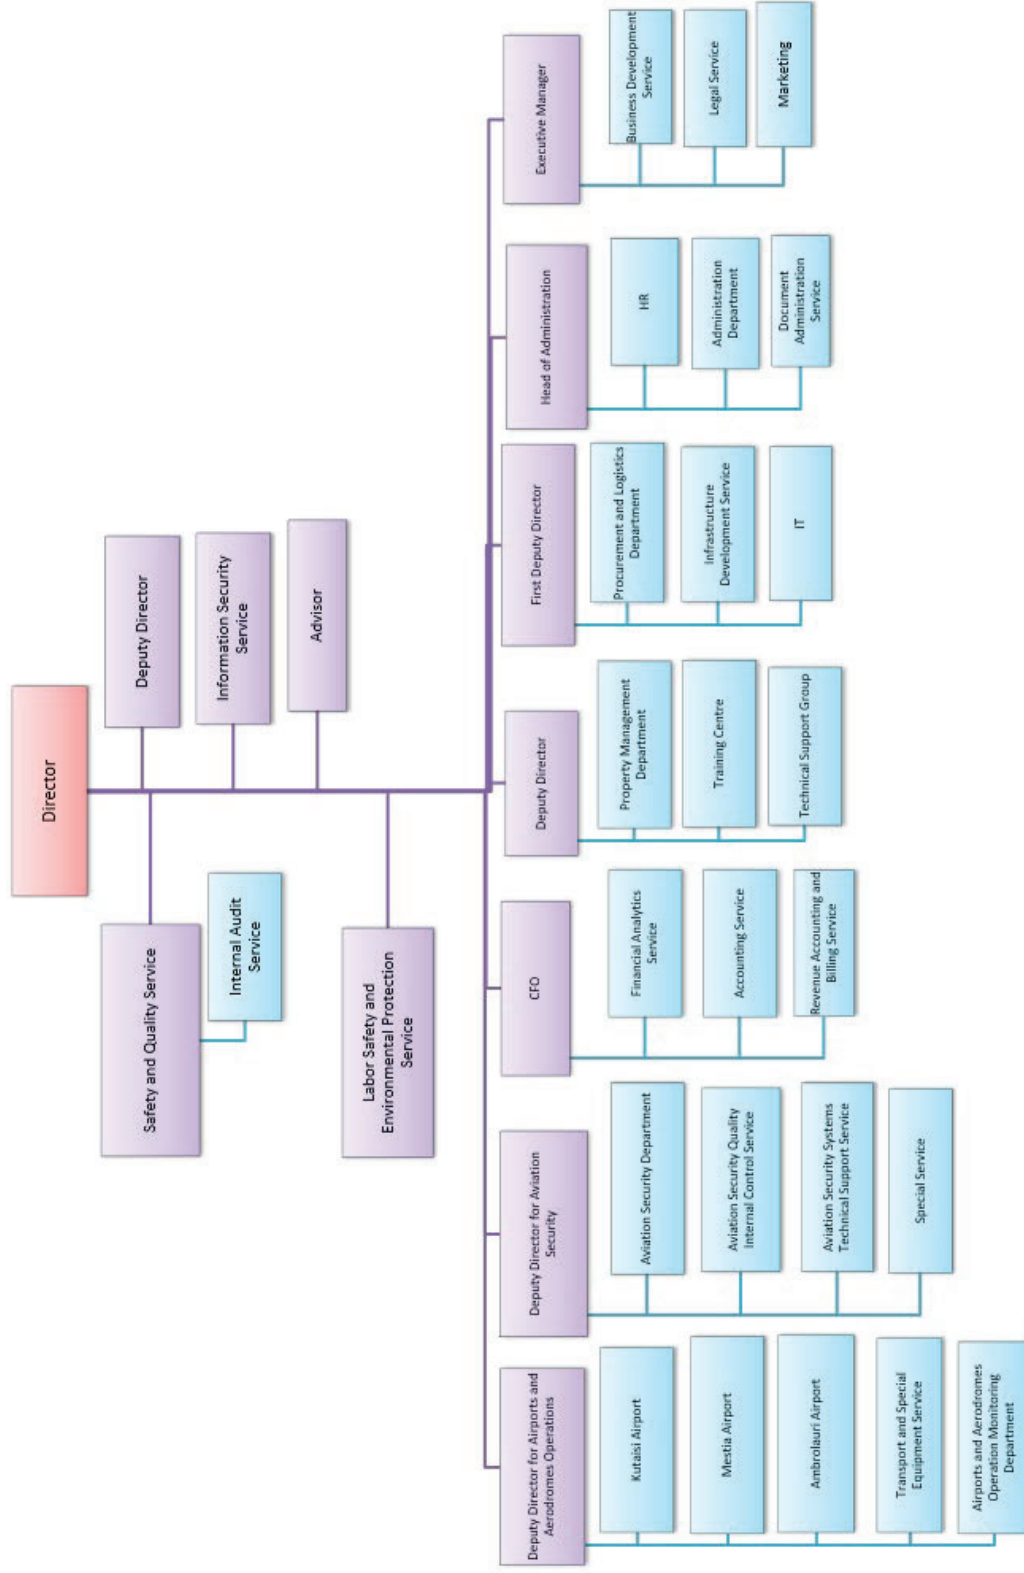 Director
Deputy Director
Safety and Quality Service
Information Security
Service
Internal Audit
Service
Advisor
Labor Safety and
Environmental Protection
Service
Deputy Director for Airports and
Aerodromes Operations
Kutaisi Airport
Mestia Airport
Ambrolauri Airport
Transport and Special
Equipment Service
Airports and Aerodromes
Operation Monitoring
Department
Deputy Director for Aviation
Security
Aviation Security Department
Aviation Security Quality
Internal Control Service
Aviation Security Systems
Technical Support Service
Special Service
CFO
Financial Analytics
Service
Accounting Service
Revenue Accounting and
Billing Service
Deputy Director
Property Management
Department
Training Centre
Technical Support Group
First Deputy Director
Procurement and Logistics
Department
Infrastructure
Development Service
IT
Head of Administration
HR
Administration
Department
Document
Administration
Service
Executive Manager
Business Development
Service
Legal Service
Marketing